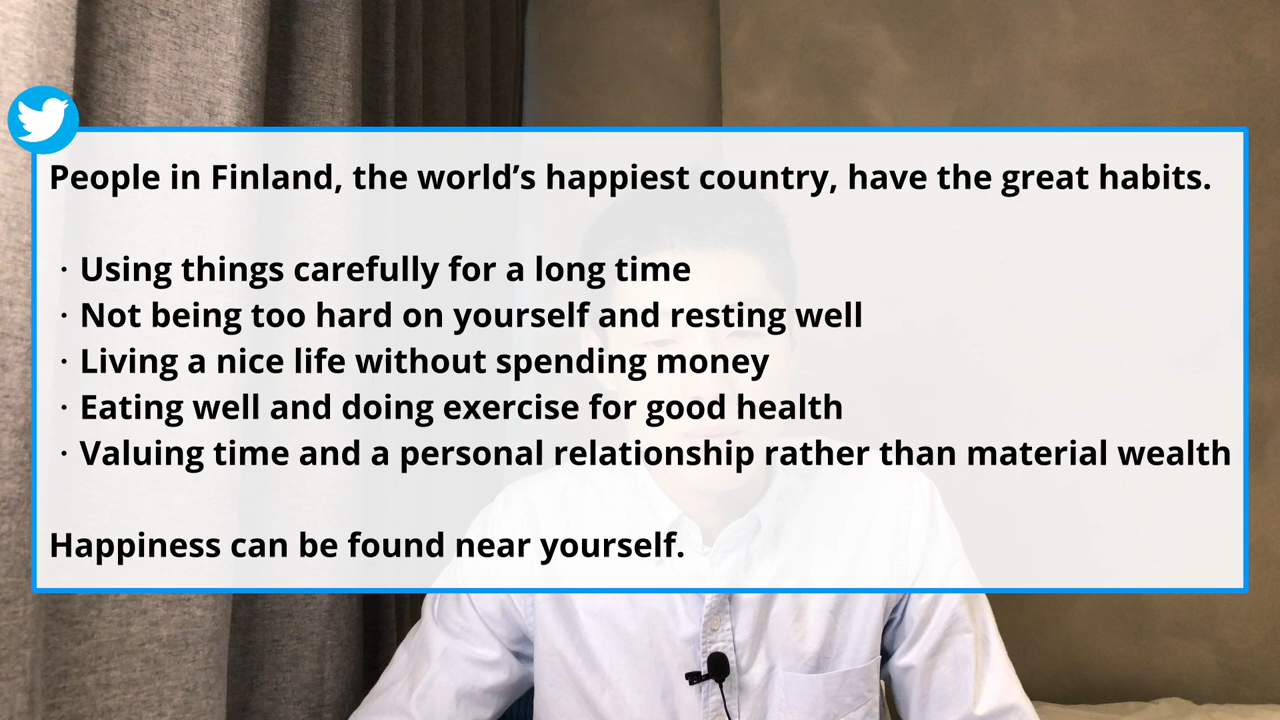 People in Finland, the world’s happiest country, have the great habits.
・Using things carefully for a long time
・Not being too hard on yourself and resting well
・Living a nice life without spending money
・Eating well and doing exercise for good health
・Valuing time and a personal relationship rather than material wealth
Happiness can be found near yourself.